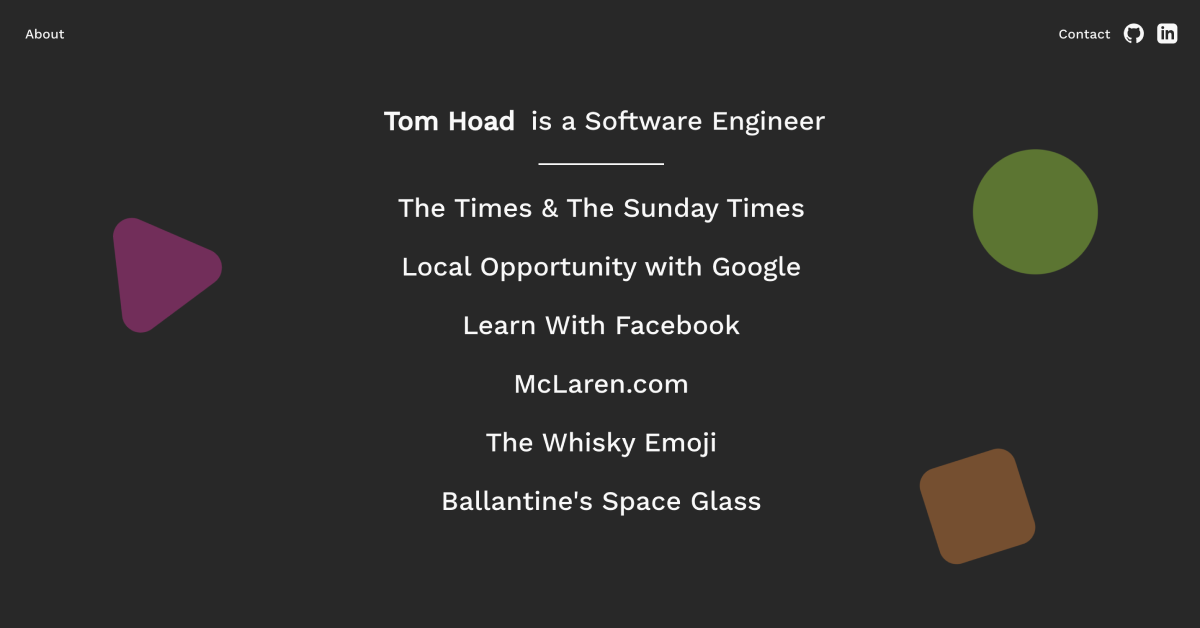 About
Contact
in
Tom Hoad is a Software Engineer
The Times & The Sunday Times
Local Opportunity with Google
Learn With Facebook
McLaren.com
The Whisky Emoji
Ballantine's Space Glass